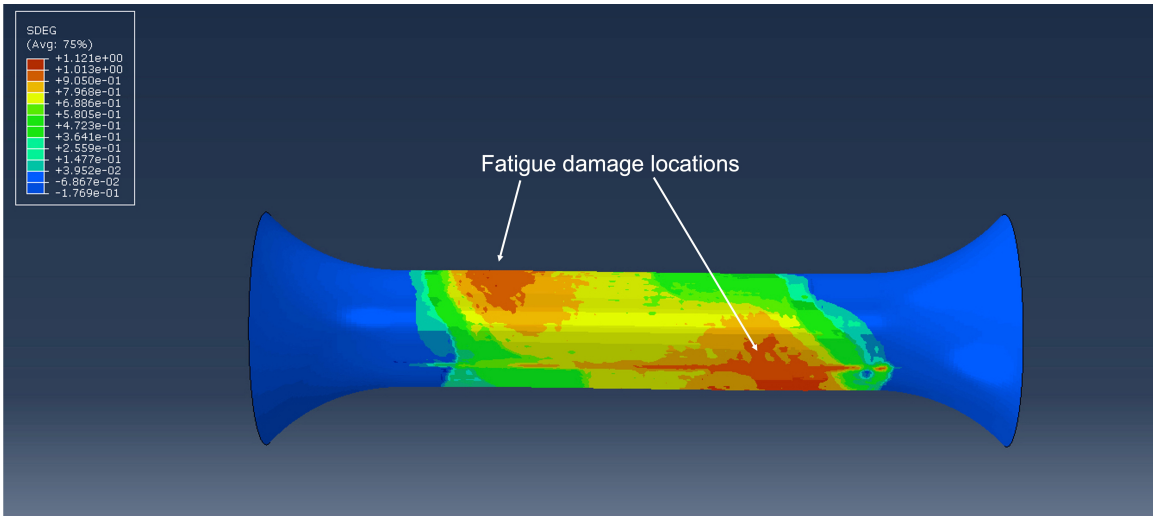 SDEG
(Avg: 75%)
+1.121e+00
+1.013e+00
+9.050e-01
+7.968e-01
+6.886e-01
+5.805e-01
+4.723e-01
+3.641e-01
+2.559e-01
+1.477e-01
+3.952e-02
-6.867e-02
-1.769e-01
Fatigue damage locations